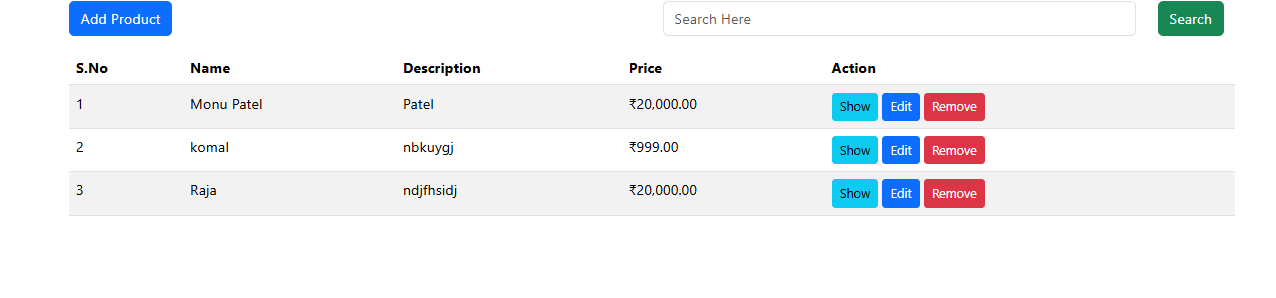 Add Product Search Here Search
S.No Name Description Price Action
1 Monu Patel Patel ₹20,000.00 Show Edit Remove
2 komal nbkuygj ₹999.00 Show Edit Remove
3 Raja ndjfhsidj ₹20,000.00 Show Edit Remove